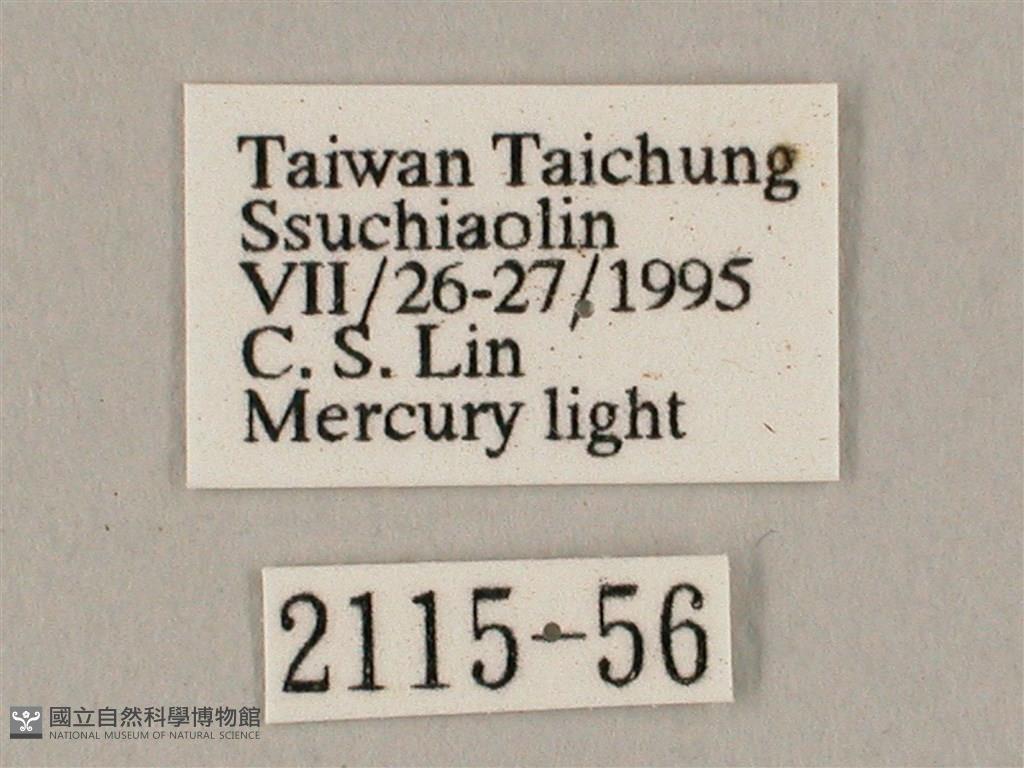 Taiwan Taichung
Ssuchiaolin
VII/26-27/1995
C. S. Lin
Mercury light
2115-56
國立自然科學博物館
NATIONAL MUSEUM OF NATURAL SCIENCE